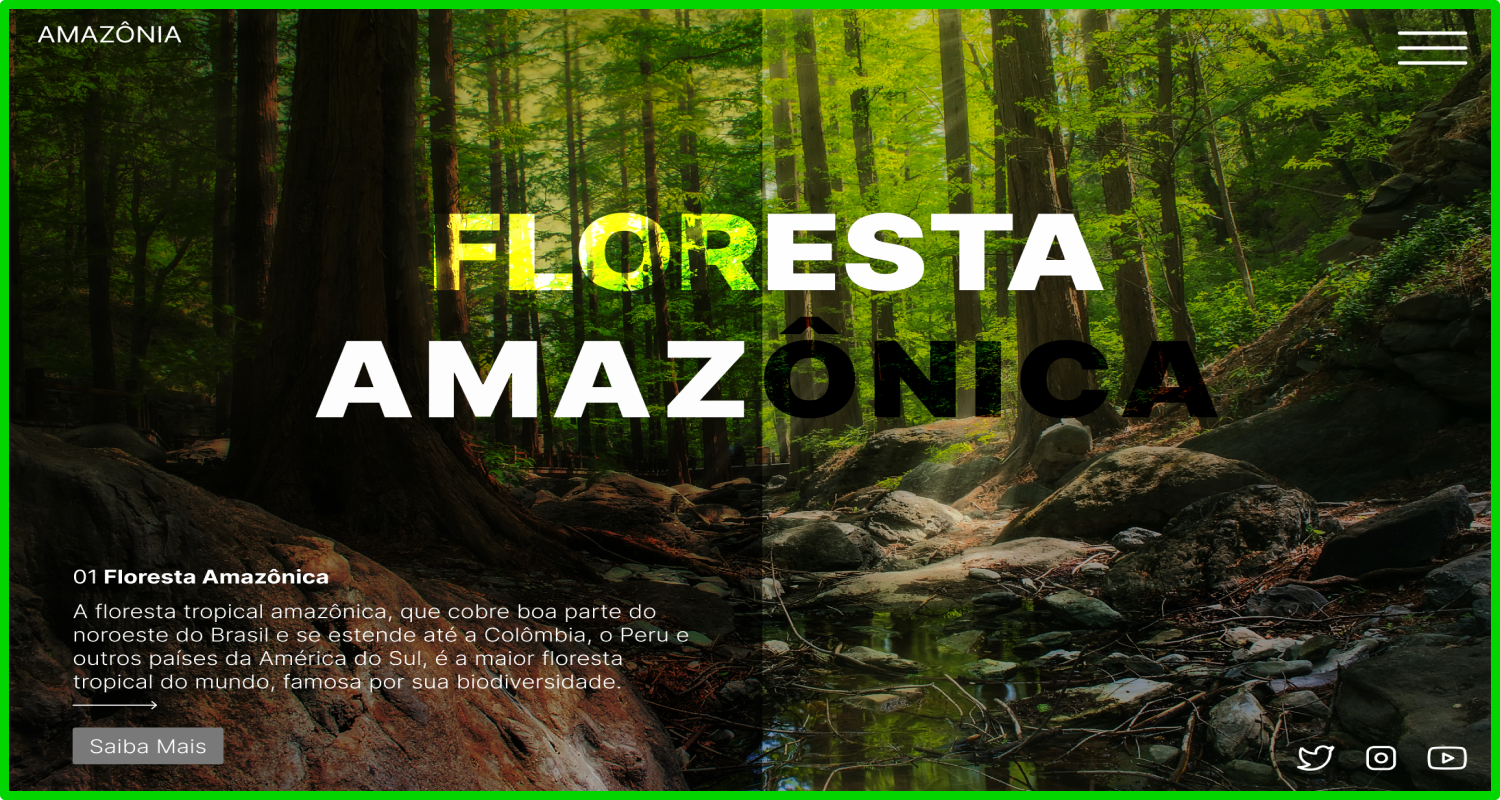 AMAZÔNIA
FLORESTA
AMAZÔNICA
01 Floresta Amazônica
A floresta tropical amazônica, que cobre boa parte do
noroeste do Brasil e se estende até a Colômbia, o Peru e
outros países da América do Sul, é a maior floresta
tropical do mundo, famosa por sua biodiversidade.
Saiba Mais